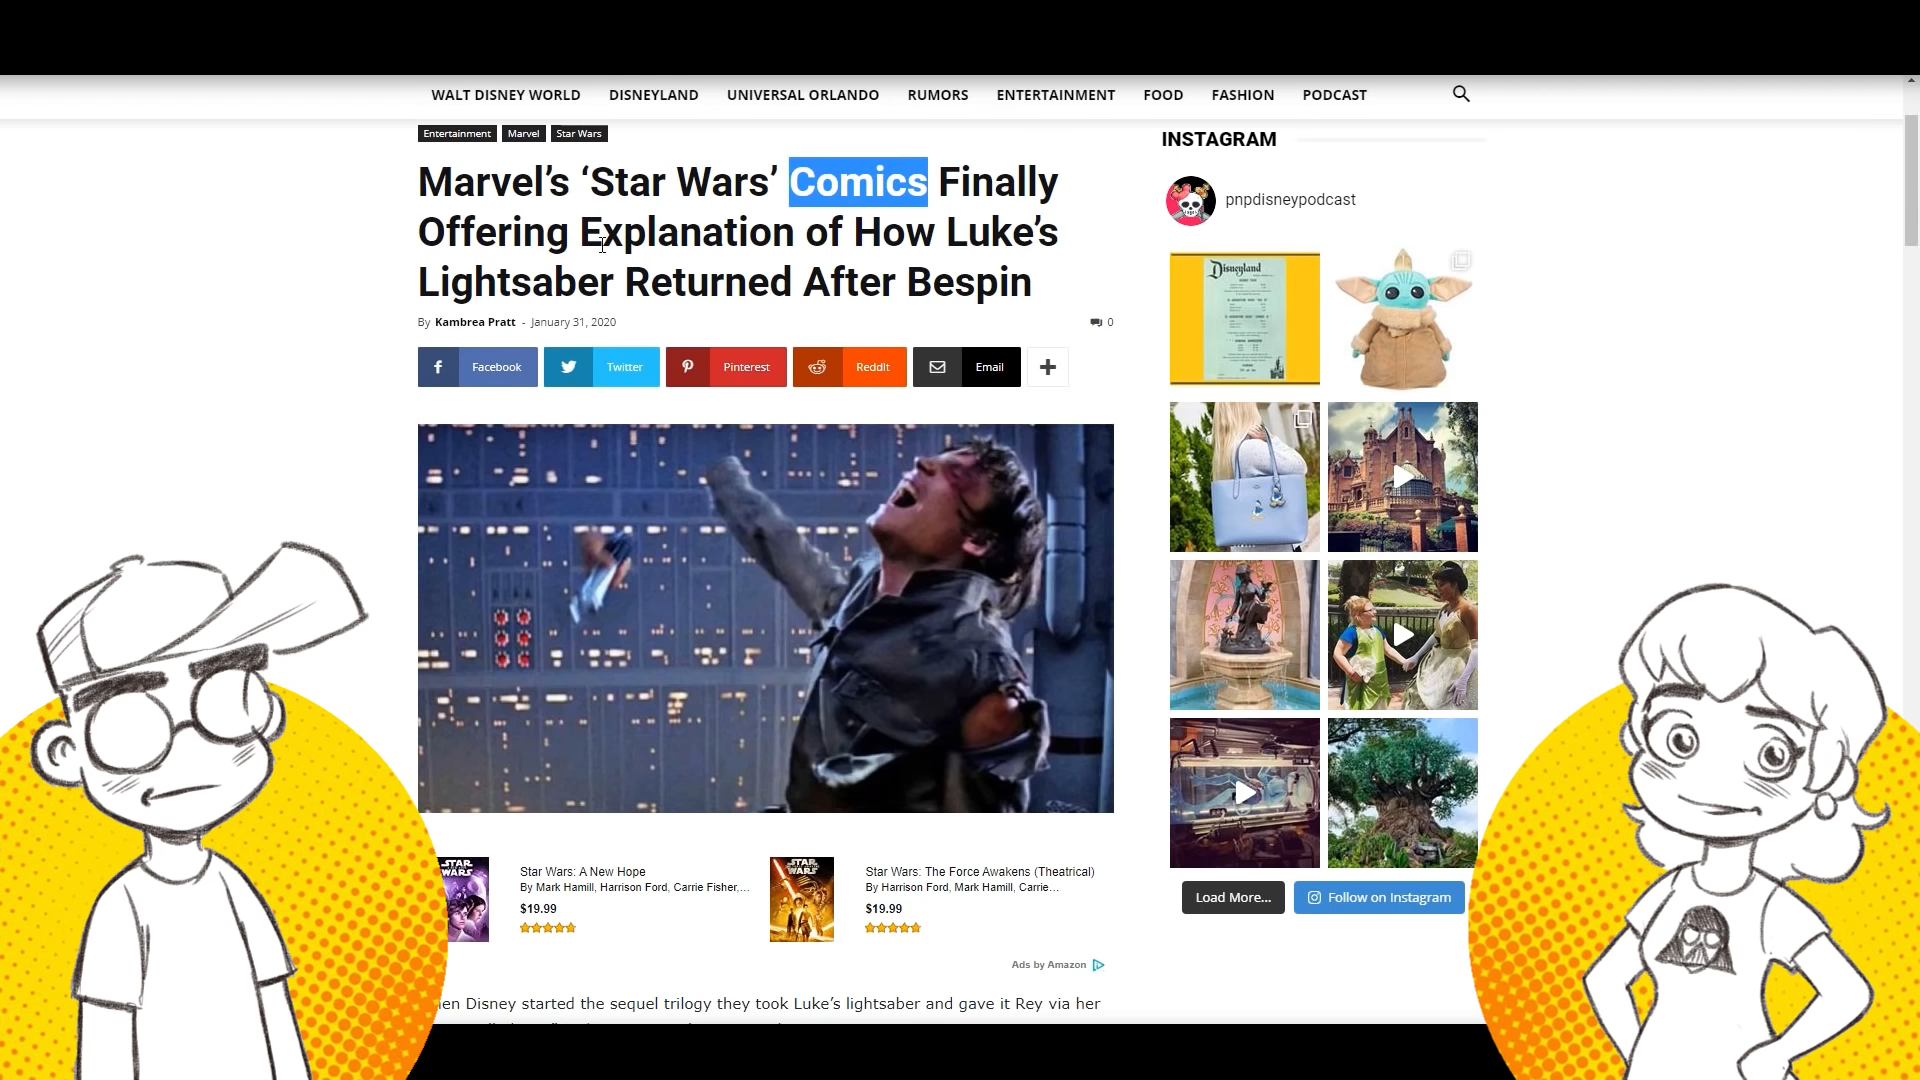 WALT DISNEY WORLD DISNEYLAND UNIVERSAL ORLANDO RUMORS ENTERTAINMENT FOOD FASHION PODCAST
Entertainment Marvel Star Wars
Marvel’s ‘Star Wars’ Comics Finally
Offering Explanation of How Luke’s
Lightsaber Returned After Bespin
By Kambrea Pratt - January 31, 2020
0
Facebook Twitter Pinterest ReddIt Email
INSTAGRAM
pnpdisneypodcast
Disneyland
STAR WARS
Star Wars: A New Hope
By Mark Hamill, Harrison Ford, Carrie Fisher,...
$19.99
STAR WARS
Star Wars: The Force Awakens (Theatrical)
By Harrison Ford, Mark Hamill, Carrie...
$19.99
Load More...
Follow on Instagram
Ads by Amazon
en Disney started the sequel trilogy they took Luke’s lightsaber and gave it Rey via her